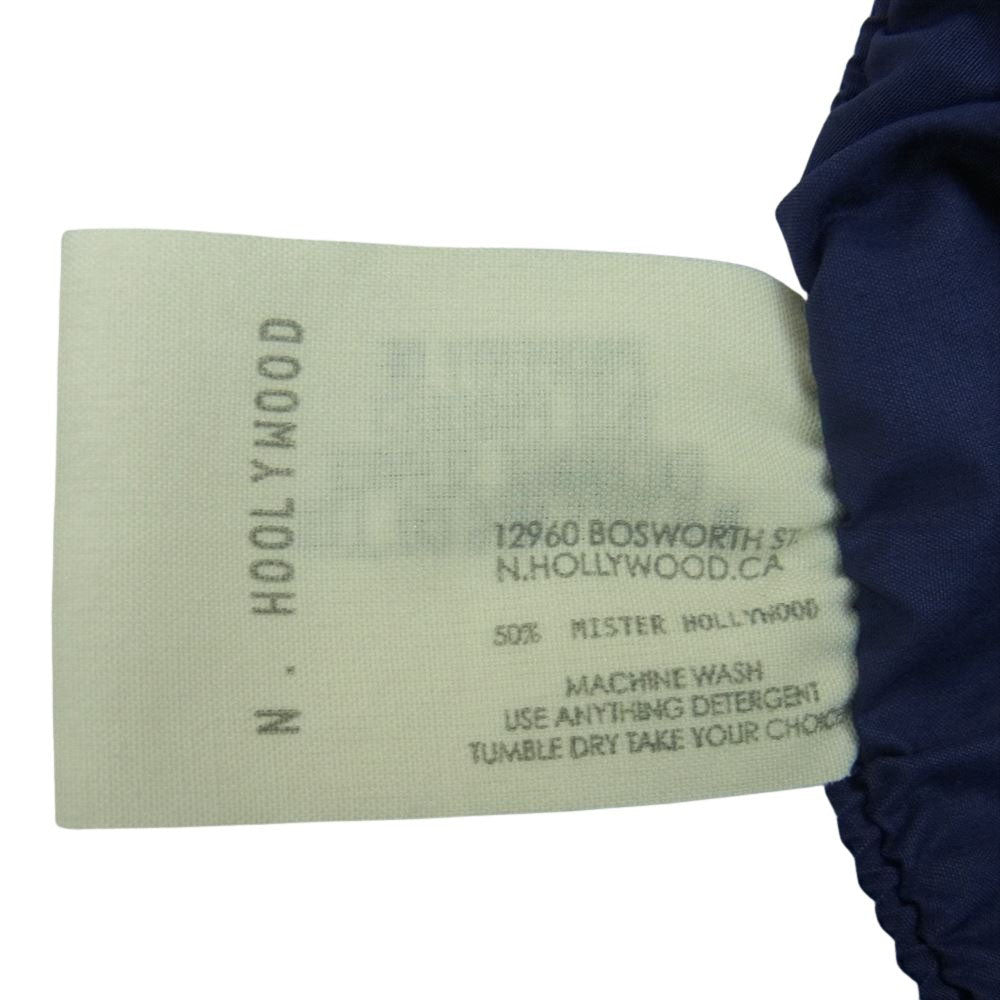 N. HOOLYWOOD
12960 BOSWORTH ST
N.HOLLYWOOD.CA
50% MISTER HOLLYWOOD
MACHINE WASH
USE ANYTHING DETERGENT
TUMBLE DRY TAKE YOUR CHOICE